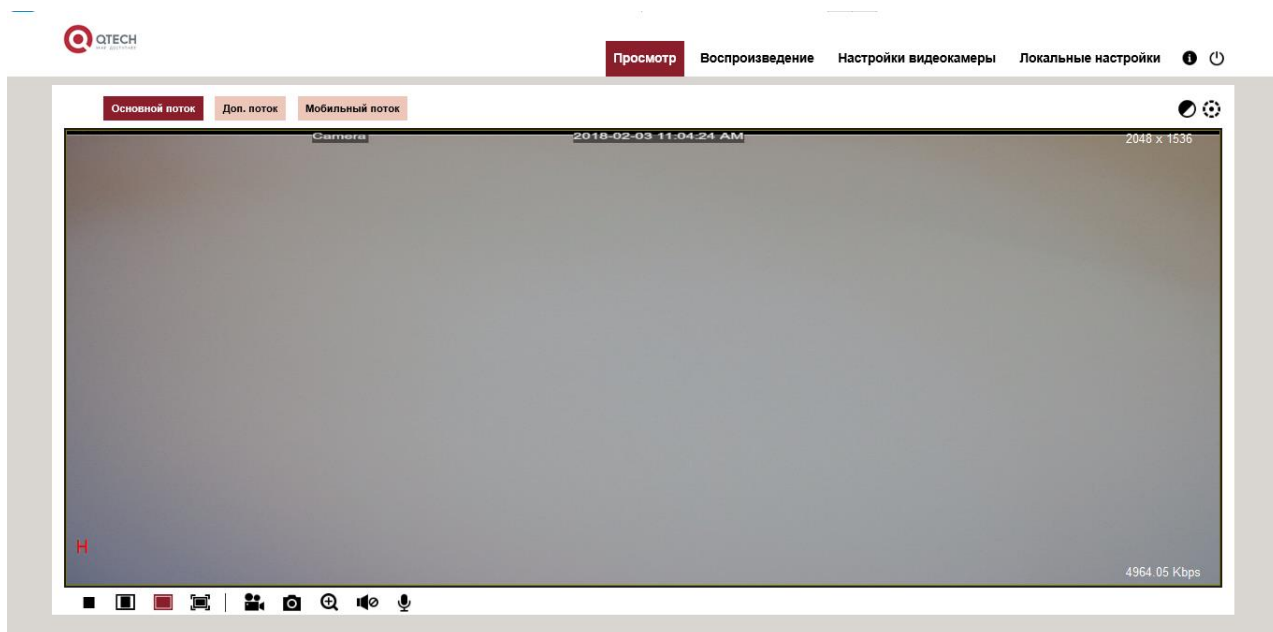 QTECH
Просмотр Воспроизведение Настройки видеокамеры Локальные настройки
Основной поток Доп. поток Мобильный поток
Camera 2018-02-03 11:04:24 AM 2048 x 1536
H
4964.05 Kbps